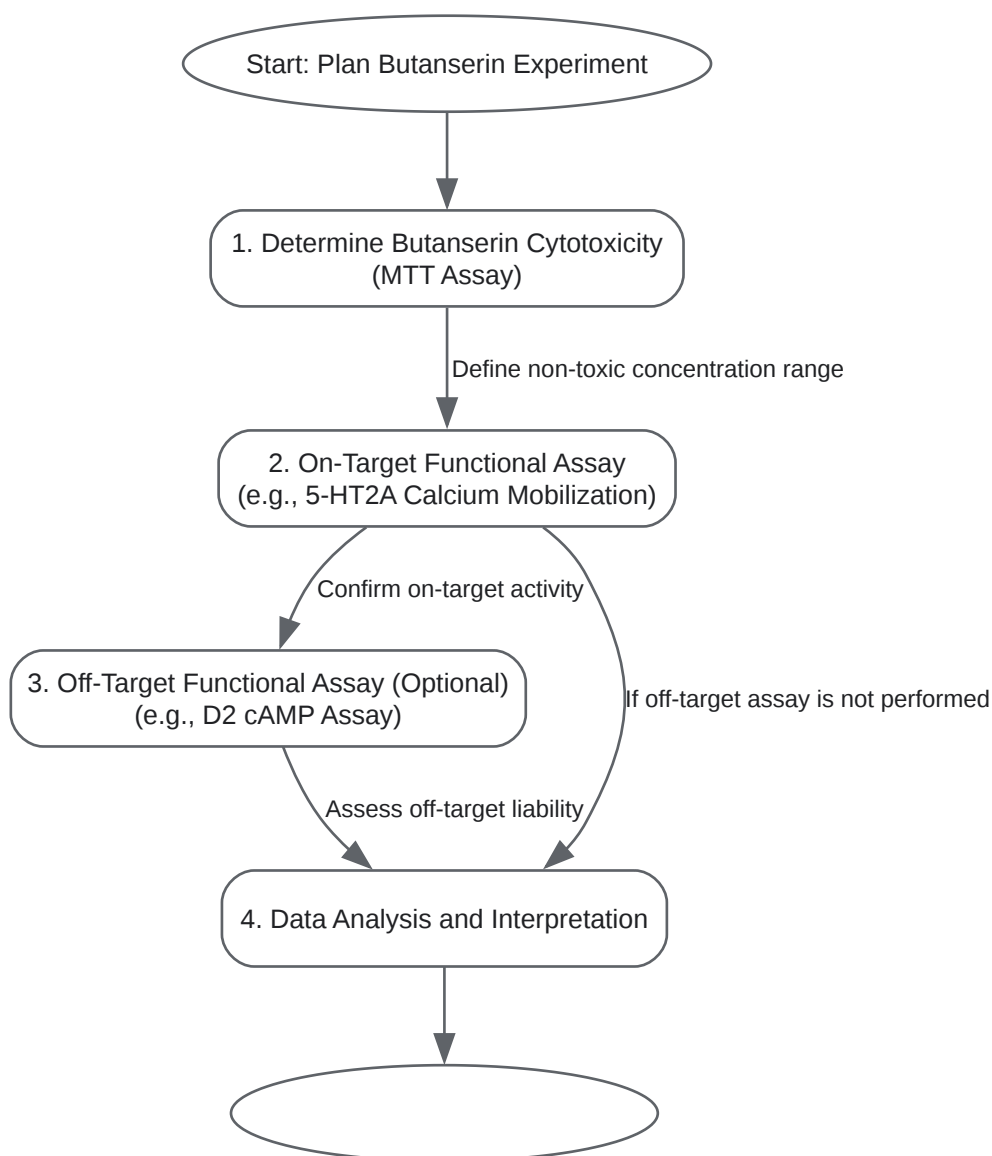 Start: Plan Butanserin Experiment
1. Determine Butanserin Cytotoxicity
(MTT Assay)
Define non-toxic concentration range
2. On-Target Functional Assay
(e.g., 5-HT2A Calcium Mobilization)
Confirm on-target activity
3. Off-Target Functional Assay (Optional)
(e.g., D2 cAMP Assay)
If off-target assay is not performed
Assess off-target liability
4. Data Analysis and Interpretation